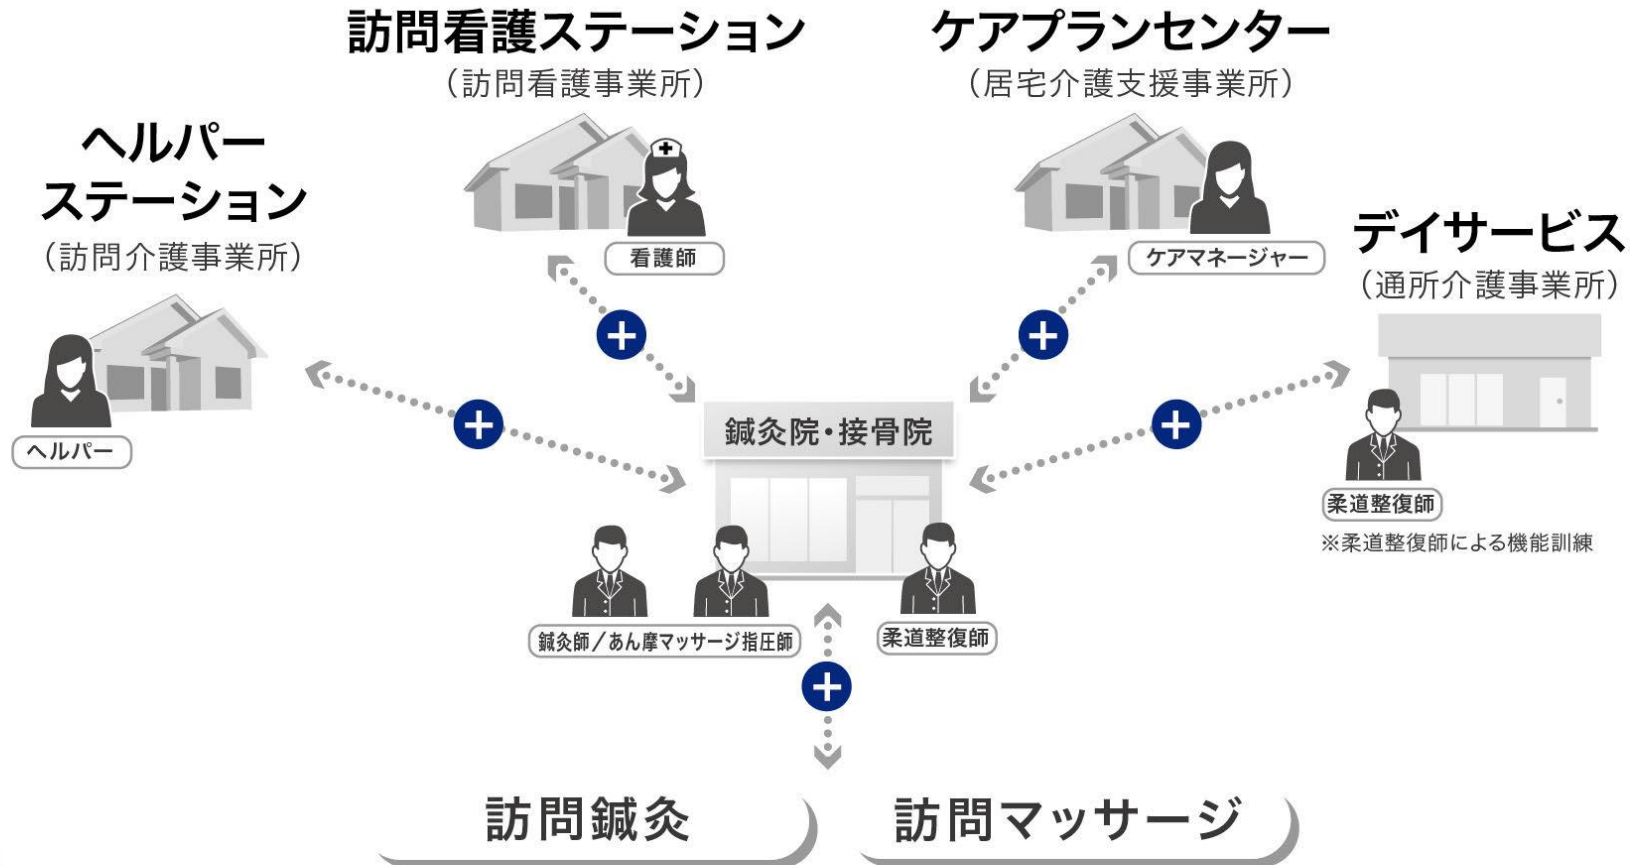 訪問看護ステーション
（訪問看護事業所）
看護師
ケアプランセンター
（居宅介護支援事業所）
ケアマネージャー
ヘルパー
ステーション
（訪問介護事業所）
ヘルパー
デイサービス
（通所介護事業所）
柔道整復師
※柔道整復師による機能訓練
鍼灸院・接骨院
鍼灸師／あん摩マッサージ指圧師
柔道整復師
訪問鍼灸
訪問マッサージ